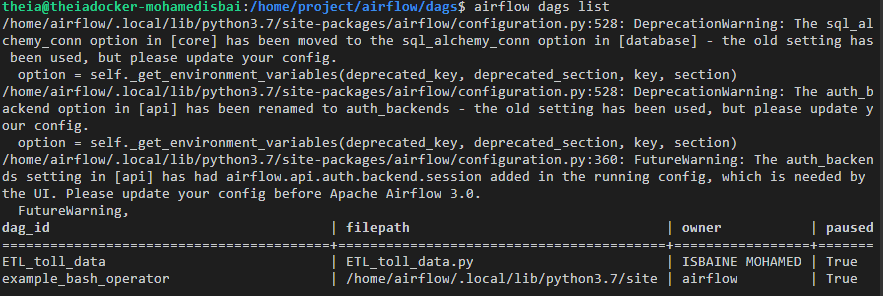 theia@theiadocker-mohamedisbai:/home/project/airflow/dags$ airflow dags list
/home/airflow/.local/lib/python3.7/site-packages/airflow/configuration.py:528: DeprecationWarning: The sql_al
chemy_conn option in [core] has been moved to the sql_alchemy_conn option in [database] - the old setting has
 been used, but please update your config.
  option = self._get_environment_variables(deprecated_key, deprecated_section, key, section)
/home/airflow/.local/lib/python3.7/site-packages/airflow/configuration.py:528: DeprecationWarning: The auth_b
ackend option in [api] has been renamed to auth_backends - the old setting has been used, but please update y
our config.
  option = self._get_environment_variables(deprecated_key, deprecated_section, key, section)
/home/airflow/.local/lib/python3.7/site-packages/airflow/configuration.py:360: FutureWarning: The auth_backen
ds setting in [api] has had airflow.api.auth.backend.session added in the running config, which is needed by
the UI. Please update your config before Apache Airflow 3.0.
  FutureWarning,
dag_id                                  | filepath                                | owner           | paused
========================================+=========================================+=================+=======
ETL_toll_data                           | ETL_toll_data.py                        | ISBAINE MOHAMED | True
example_bash_operator                   | /home/airflow/.local/lib/python3.7/site | airflow         | True